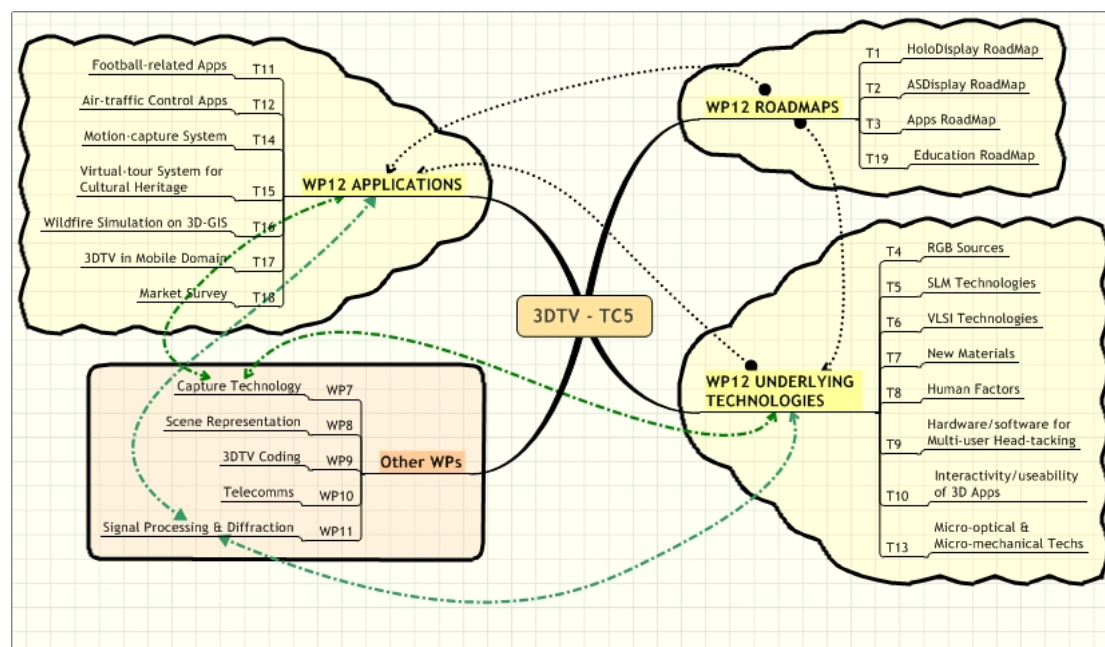 Football-related Apps T11
Air-traffic Control Apps T12
Motion-capture System T14
Virtual-tour System for
Cultural Heritage T15
Wildfire Simulation on 3D-GIS T16
3DTV in Mobile Domain T17
Market Survey T18
WP12 APPLICATIONS
WP12 ROADMAPS
T1 HoloDisplay RoadMap
T2 ASDisplay RoadMap
T3 Apps RoadMap
T19 Education RoadMap
3DTV - TC5
Capture Technology WP7
Scene Representation WP8
3DTV Coding WP9
Telecomms WP10
Signal Processing & Diffraction WP11
Other WPs
WP12 UNDERLYING
TECHNOLOGIES
T4 RGB Sources
T5 SLM Technologies
T6 VLSI Technologies
T7 New Materials
T8 Human Factors
Hardware/software for
T9 Multi-user Head-tacking
Interactivity/useability
T10 of 3D Apps
Micro-optical &
T13 Micro-mechanical Techs